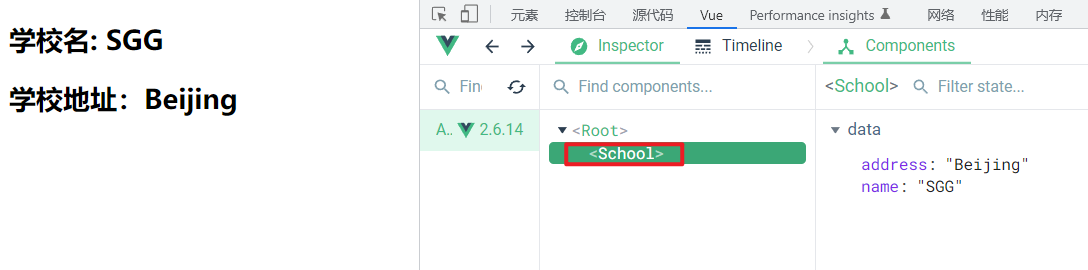 学校名: SGG
学校地址：Beijing
元素 控制台 源代码 Vue Performance insights 网络 性能 内存
Inspector Timeline Components
Find components... <School> Filter state...
A.. 2.6.14
<Root>
<School>
data
address: "Beijing"
name: "SGG"